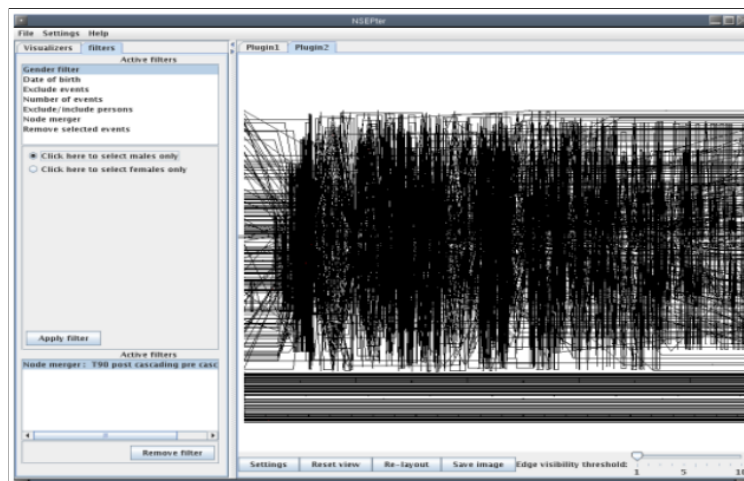 NSEPter
File Settings Help
Visualizers filters
Active filters
Gender filter
Date of birth
Exclude events
Number of events
Exclude/include persons
Node merger
Remove selected events
Click here to select males only
Click here to select females only
Apply filter
Active filters
Node merger: T90 post cascading pre casc
Remove filter
Plugin1 Plugin2
Settings Reset view Re-layout Save image Edge visibility threshold:
1 5 10